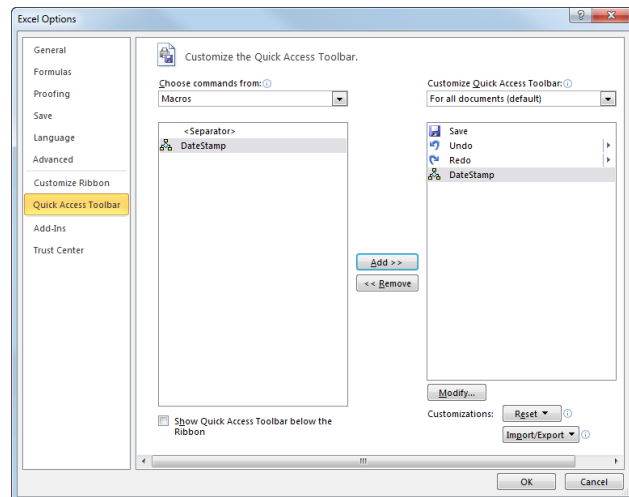 Excel Options
General
Formulas
Proofing
Save
Language
Advanced
Customize Ribbon
Quick Access Toolbar
Add-Ins
Trust Center
Customize the Quick Access Toolbar.
Choose commands from:
Macros
<Separator>
DateStamp
Show Quick Access Toolbar below the
Ribbon
Add >>
<< Remove
Customize Quick Access Toolbar:
For all documents (default)
Save
Undo
Redo
DateStamp
Modify...
Customizations:
Reset
Import/Export
OK
Cancel